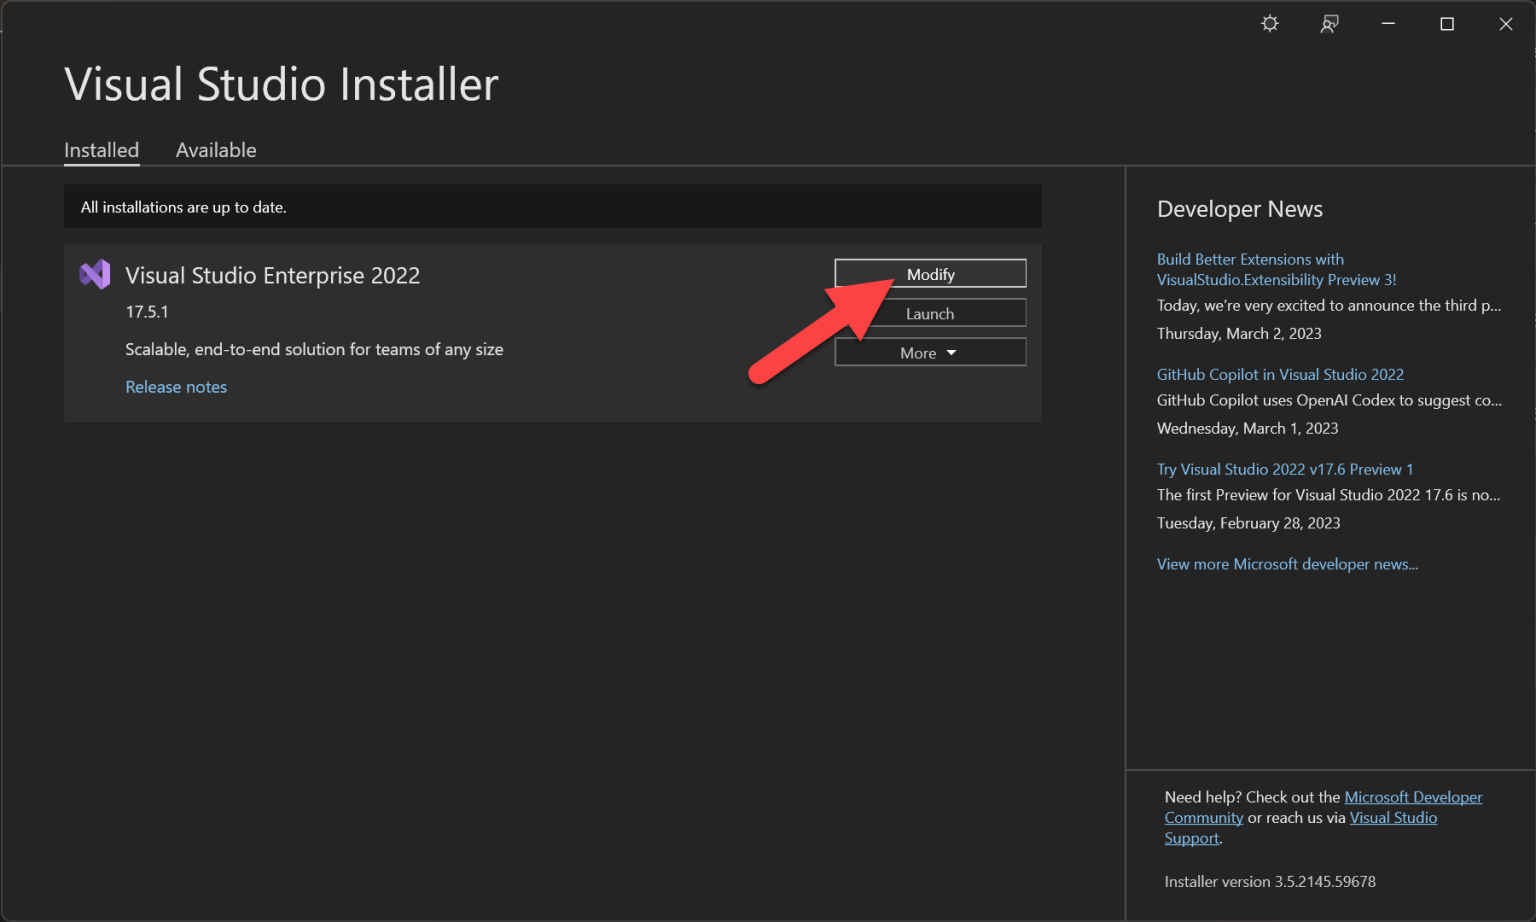 Visual Studio Installer
Installed
Available
All installations are up to date.
Visual Studio Enterprise 2022
17.5.1
Scalable, end-to-end solution for teams of any size
Release notes
Modify
Launch
More
Developer News
Build Better Extensions with
VisualStudio.Extensibility Preview 3!
Today, we’re very excited to announce the third p...
Thursday, March 2, 2023
GitHub Copilot in Visual Studio 2022
GitHub Copilot uses OpenAI Codex to suggest co...
Wednesday, March 1, 2023
Try Visual Studio 2022 v17.6 Preview 1
The first Preview for Visual Studio 2022 17.6 is no...
Tuesday, February 28, 2023
View more Microsoft developer news...
Need help? Check out the Microsoft Developer
Community or reach us via Visual Studio
Support.
Installer version 3.5.2145.59678